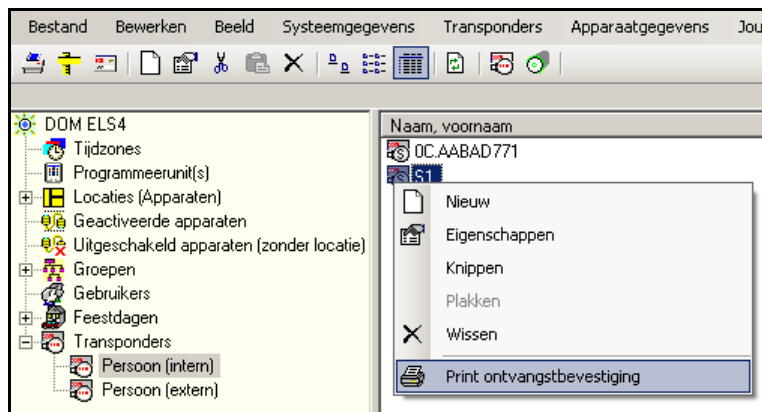 Bestand Bewerken Beeld Systeemgegevens Transponders Apparaatgegevens Jou
DOM ELS4
Tijdzones
Programmeerunit(s)
Locaties (Apparaten)
Geactiveerde apparaten
Uitgeschakeld apparaten (zonder locatie)
Groepen
Gebruikers
Feestdagen
Transponders
Persoon (intern)
Persoon (extern)
Naam, voornaam
0C.AABAD771
S1
Nieuw
Eigenschappen
Knippen
Plakken
Wissen
Print ontvangstbevestiging